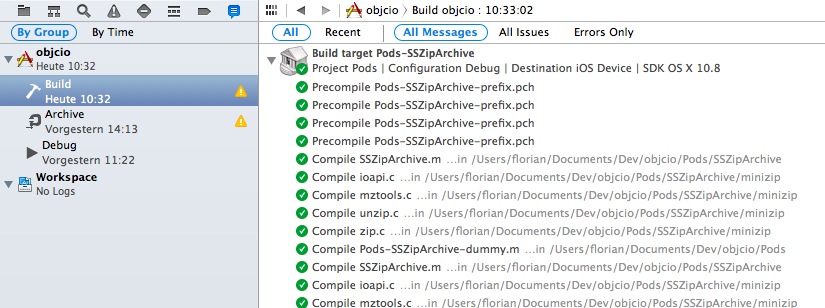 objcio › Build objcio : 10:33:02
By Group By Time
All Recent All Messages All Issues Errors Only
objcio
Heute 10:32
Build
Heute 10:32
Archive
Vorgestern 14:13
Debug
Vorgestern 11:22
Workspace
No Logs
Build target Pods-SSZipArchive
Project Pods | Configuration Debug | Destination iOS Device | SDK OS X 10.8
Precompile Pods-SSZipArchive-prefix.pch
Precompile Pods-SSZipArchive-prefix.pch
Precompile Pods-SSZipArchive-prefix.pch
Precompile Pods-SSZipArchive-prefix.pch
Compile SSZipArchive.m ...in /Users/florian/Documents/Dev/objcio/Pods/SSZipArchive
Compile ioapi.c ...in /Users/florian/Documents/Dev/objcio/Pods/SSZipArchive/minizip
Compile mztools.c ...in /Users/florian/Documents/Dev/objcio/Pods/SSZipArchive/minizip
Compile unzip.c ...in /Users/florian/Documents/Dev/objcio/Pods/SSZipArchive/minizip
Compile zip.c ...in /Users/florian/Documents/Dev/objcio/Pods/SSZipArchive/minizip
Compile Pods-SSZipArchive-dummy.m ...in /Users/florian/Documents/Dev/objcio/Pods
Compile SSZipArchive.m ...in /Users/florian/Documents/Dev/objcio/Pods/SSZipArchive
Compile ioapi.c ...in /Users/florian/Documents/Dev/objcio/Pods/SSZipArchive/minizip
Compile mztools.c ...in /Users/florian/Documents/Dev/objcio/Pods/SSZipArchive/minizip